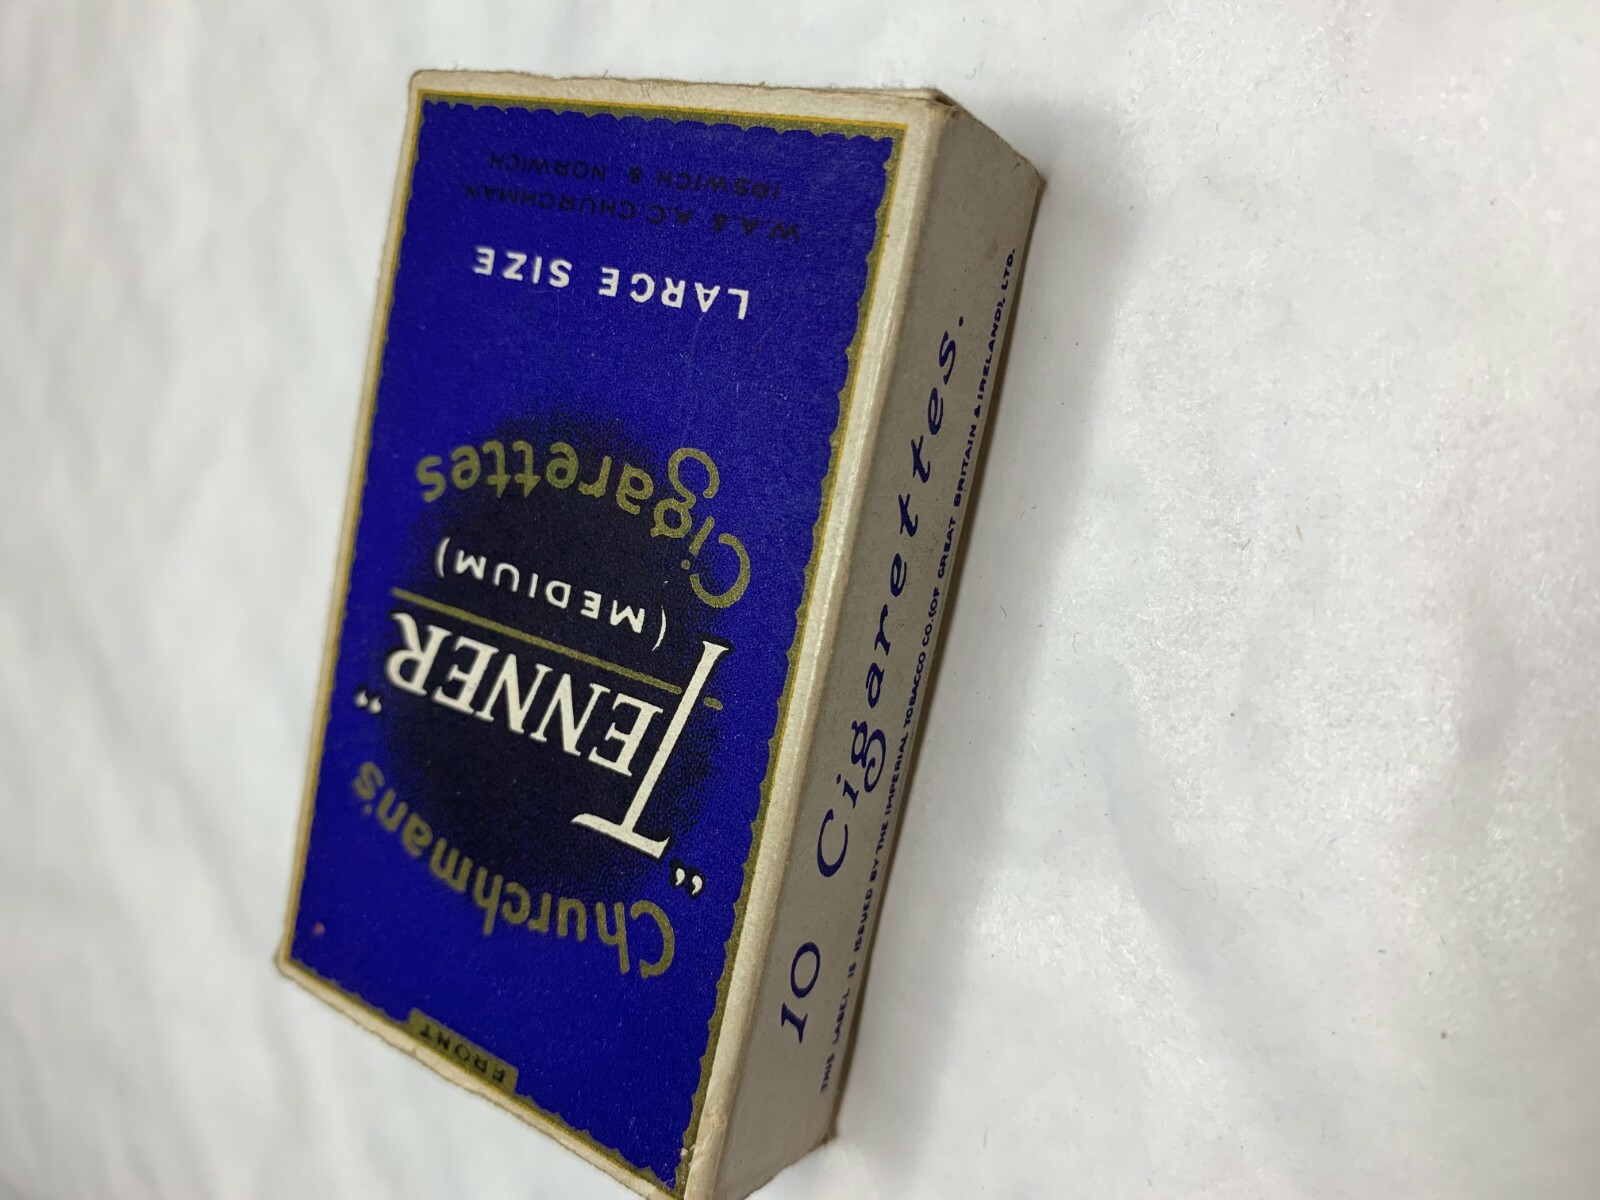 FRONT
Churchman's
"TENNER"
(MEDIUM)
Cigarettes
LARGE SIZE
W.A. & A.C. CHURCHMAN
IPSWICH & NORWICH.
10 Cigarettes.
THIS LABEL IS ISSUED BY THE IMPERIAL TOBACCO CO. (OF GREAT BRITAIN & IRELAND), LTD.